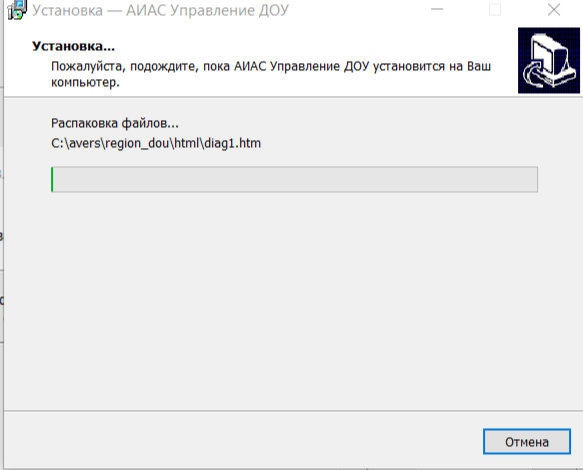 Установка — АИАС Управление ДОУ
Установка...
Пожалуйста, подождите, пока АИАС Управление ДОУ установится на Ваш
компьютер.
Распаковка файлов...
C:\avers\region_dou\html\diag1.htm
Отмена